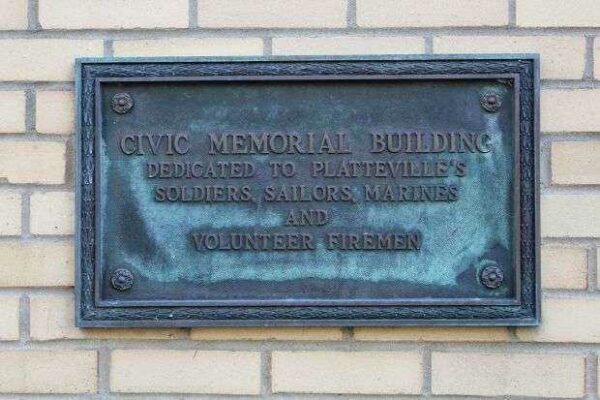 CIVIC MEMORIAL BUILDING
DEDICATED TO PLATTEVILLE'S
SOLDIERS, SAILORS, MARINES
AND
VOLUNTEER FIREMEN